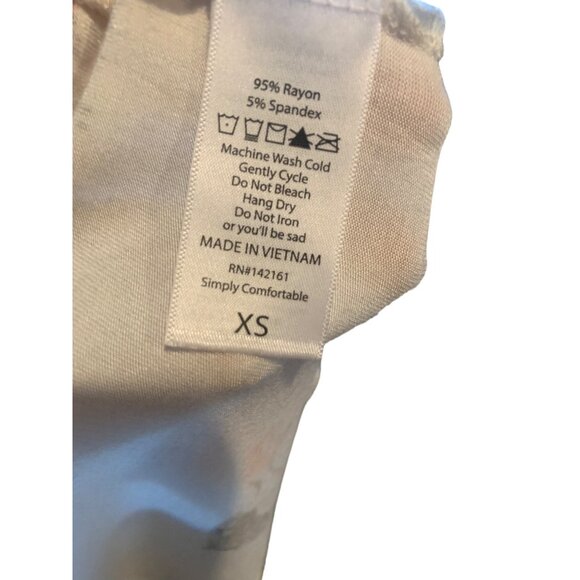 95% Rayon
5% Spandex
Machine Wash Cold
Gently Cycle
Do Not Bleach
Hang Dry
Do Not Iron
or you'll be sad
MADE IN VIETNAM
RN#142161
Simply Comfortable
XS